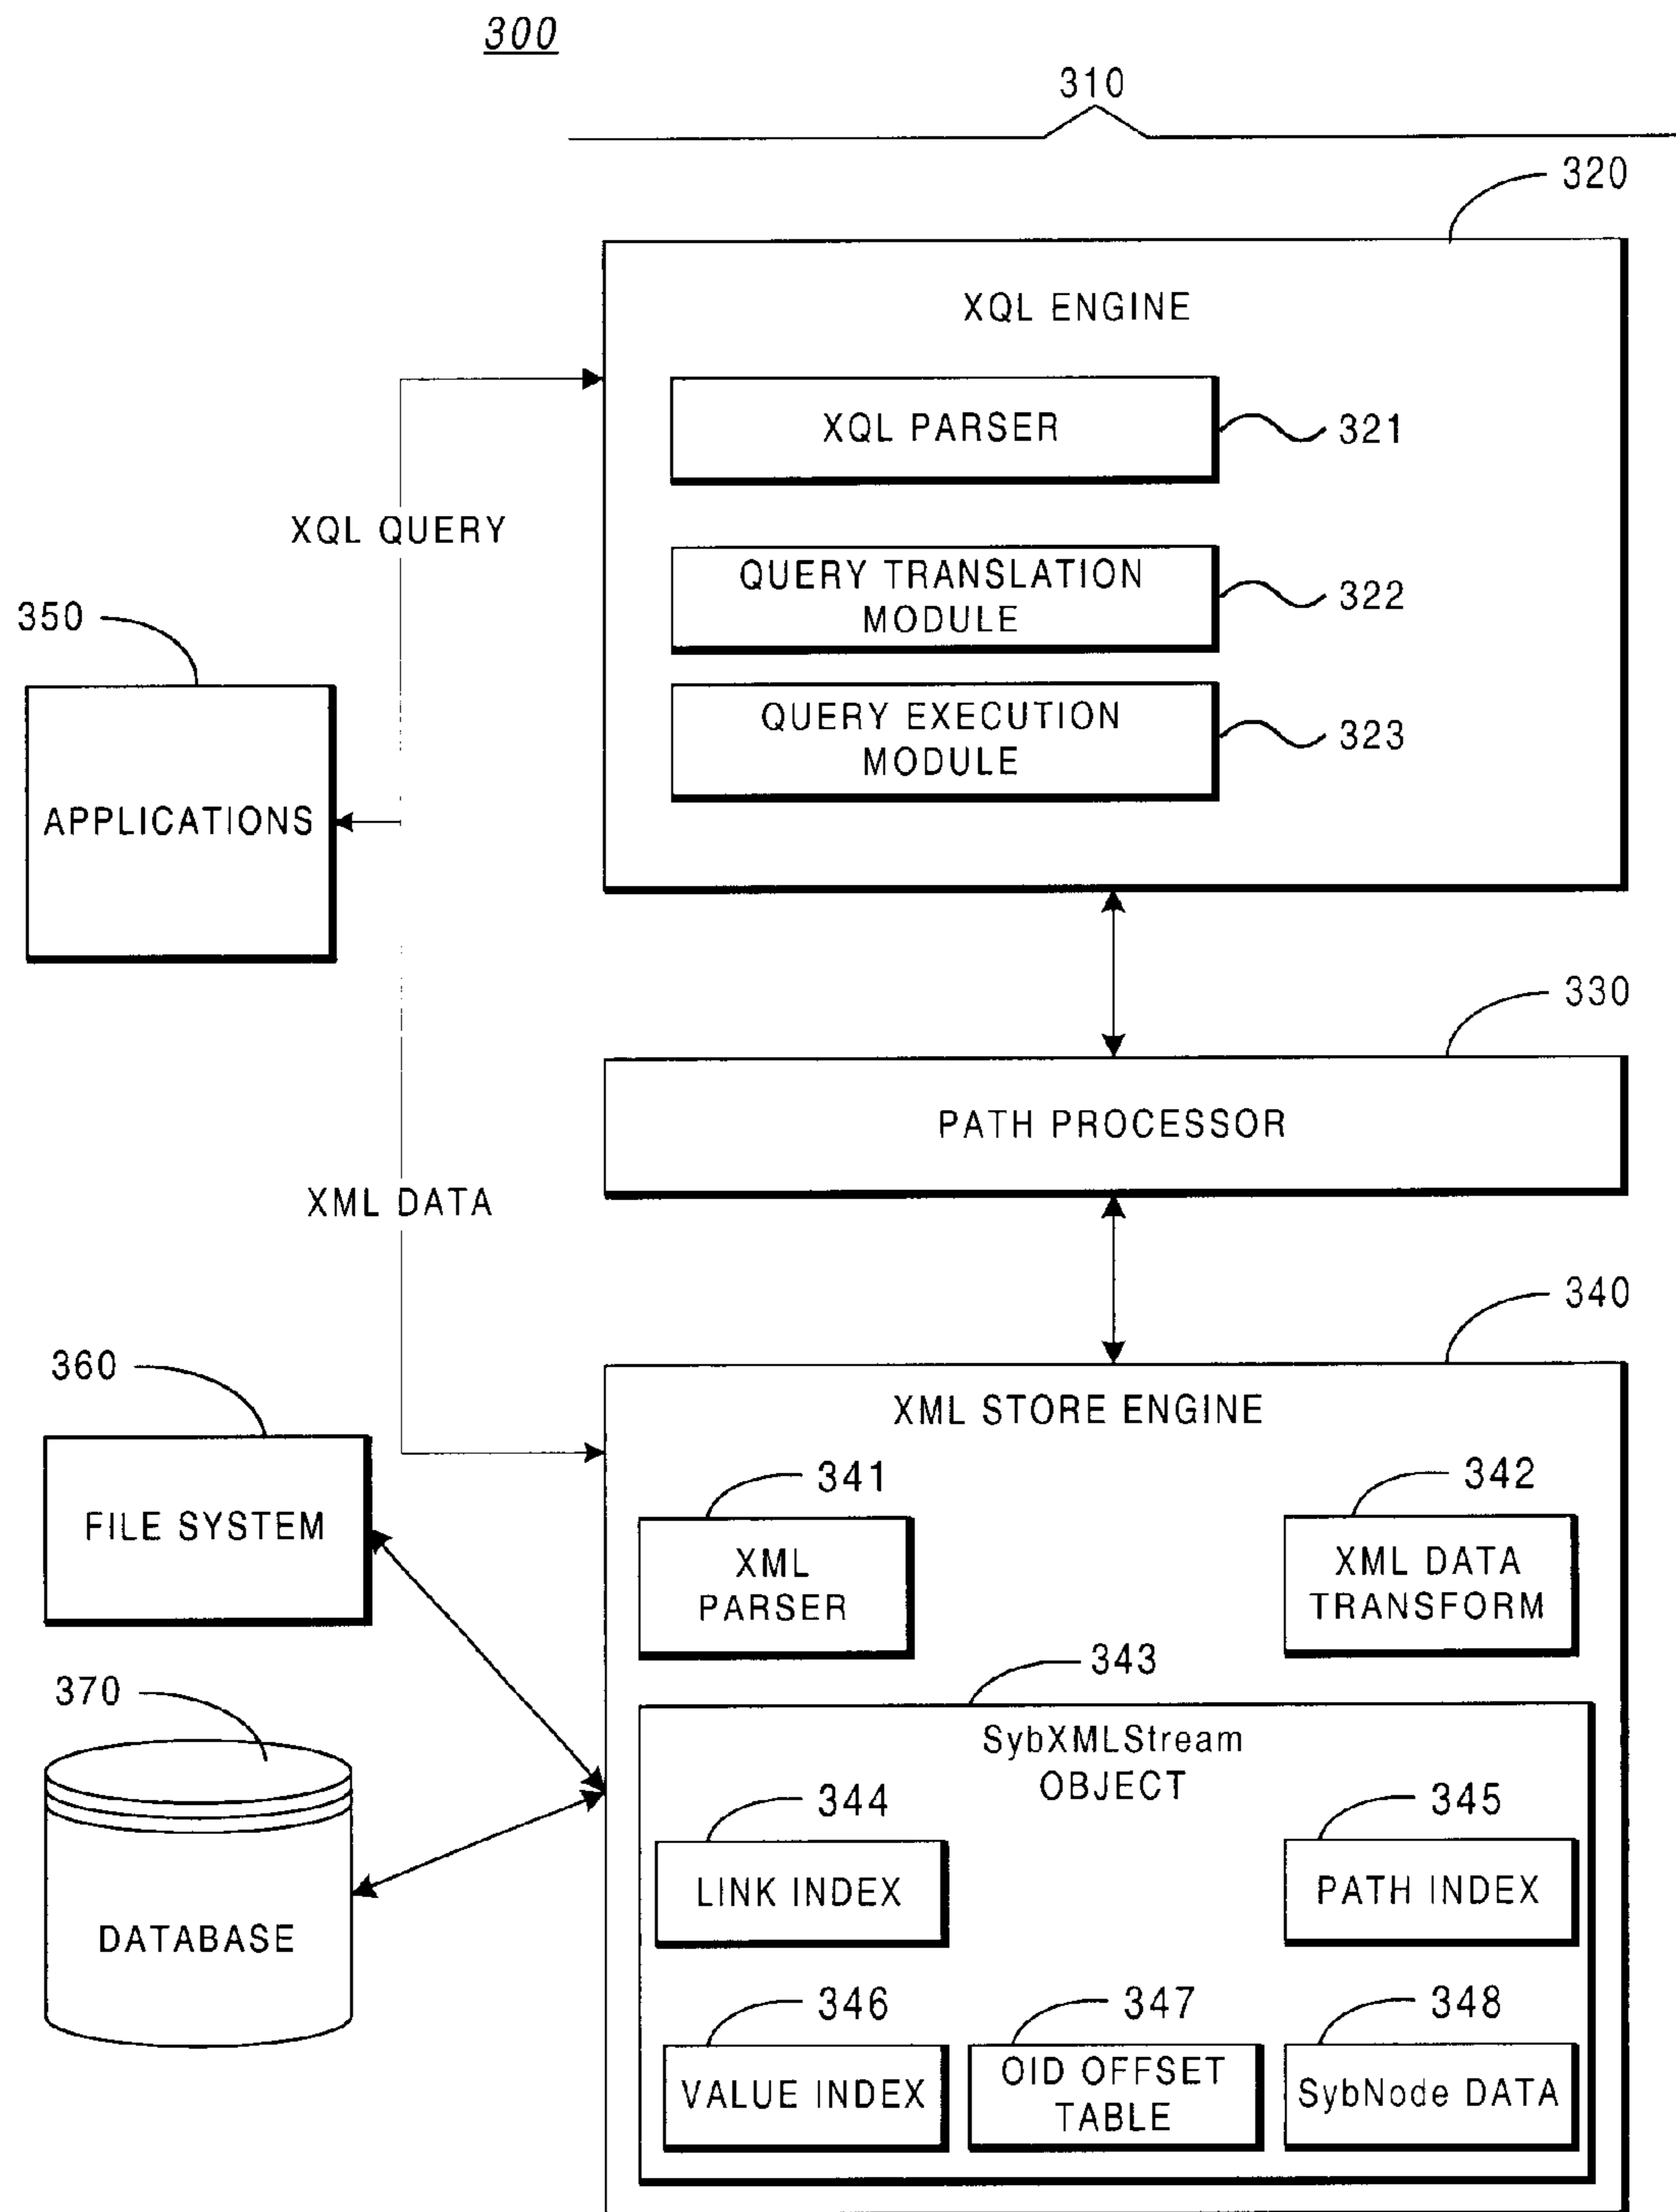 300
310
320
XQL ENGINE
XQL PARSER
321
XQL QUERY
QUERY TRANSLATION
MODULE
322
350
QUERY EXECUTION
MODULE
323
APPLICATIONS
330
PATH PROCESSOR
XML DATA
340
360
XML STORE ENGINE
341
342
FILE SYSTEM
XML
PARSER
XML DATA
TRANSFORM
343
370
SybXMLStream
OBJECT
344
345
LINK INDEX
PATH INDEX
DATABASE
346
347
348
VALUE INDEX
OID OFFSET
TABLE
SybNode DATA